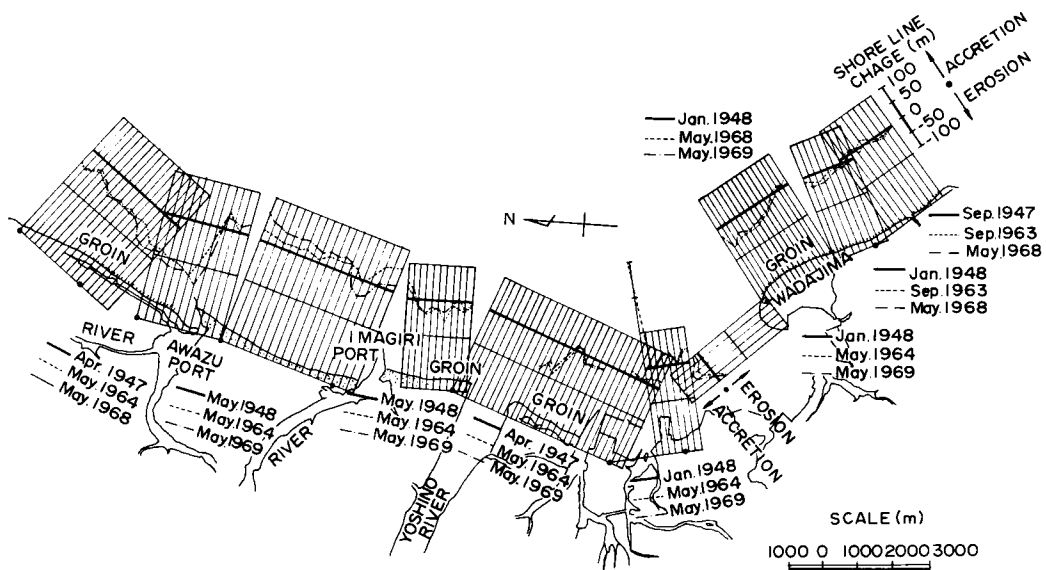 SHORE LINE
CHAGE (m)
100
50
0
-50
-100
ACCRETION
EROSION
Jan.1948
May.1968
May.1969
N
GROIN
GROIN
WADAJIMA
Sep.1947
Sep.1963
May.1968
Jan.1948
Sep.1963
May.1968
Jan.1948
May.1964
May.1969
RIVER
AWAZU
PORT
IMAGIRI
PORT
GROIN
GROIN
EROSION
ACCRETION
Apr.1947
May.1964
May.1968
May.1948
May.1964
May.1969
RIVER
May.1948
May.1964
May.1969
YOSHINO
RIVER
Apr.1947
May.1964
May.1969
Jan.1948
May.1964
May.1969
SCALE (m)
1000 0 1000 2000 3000